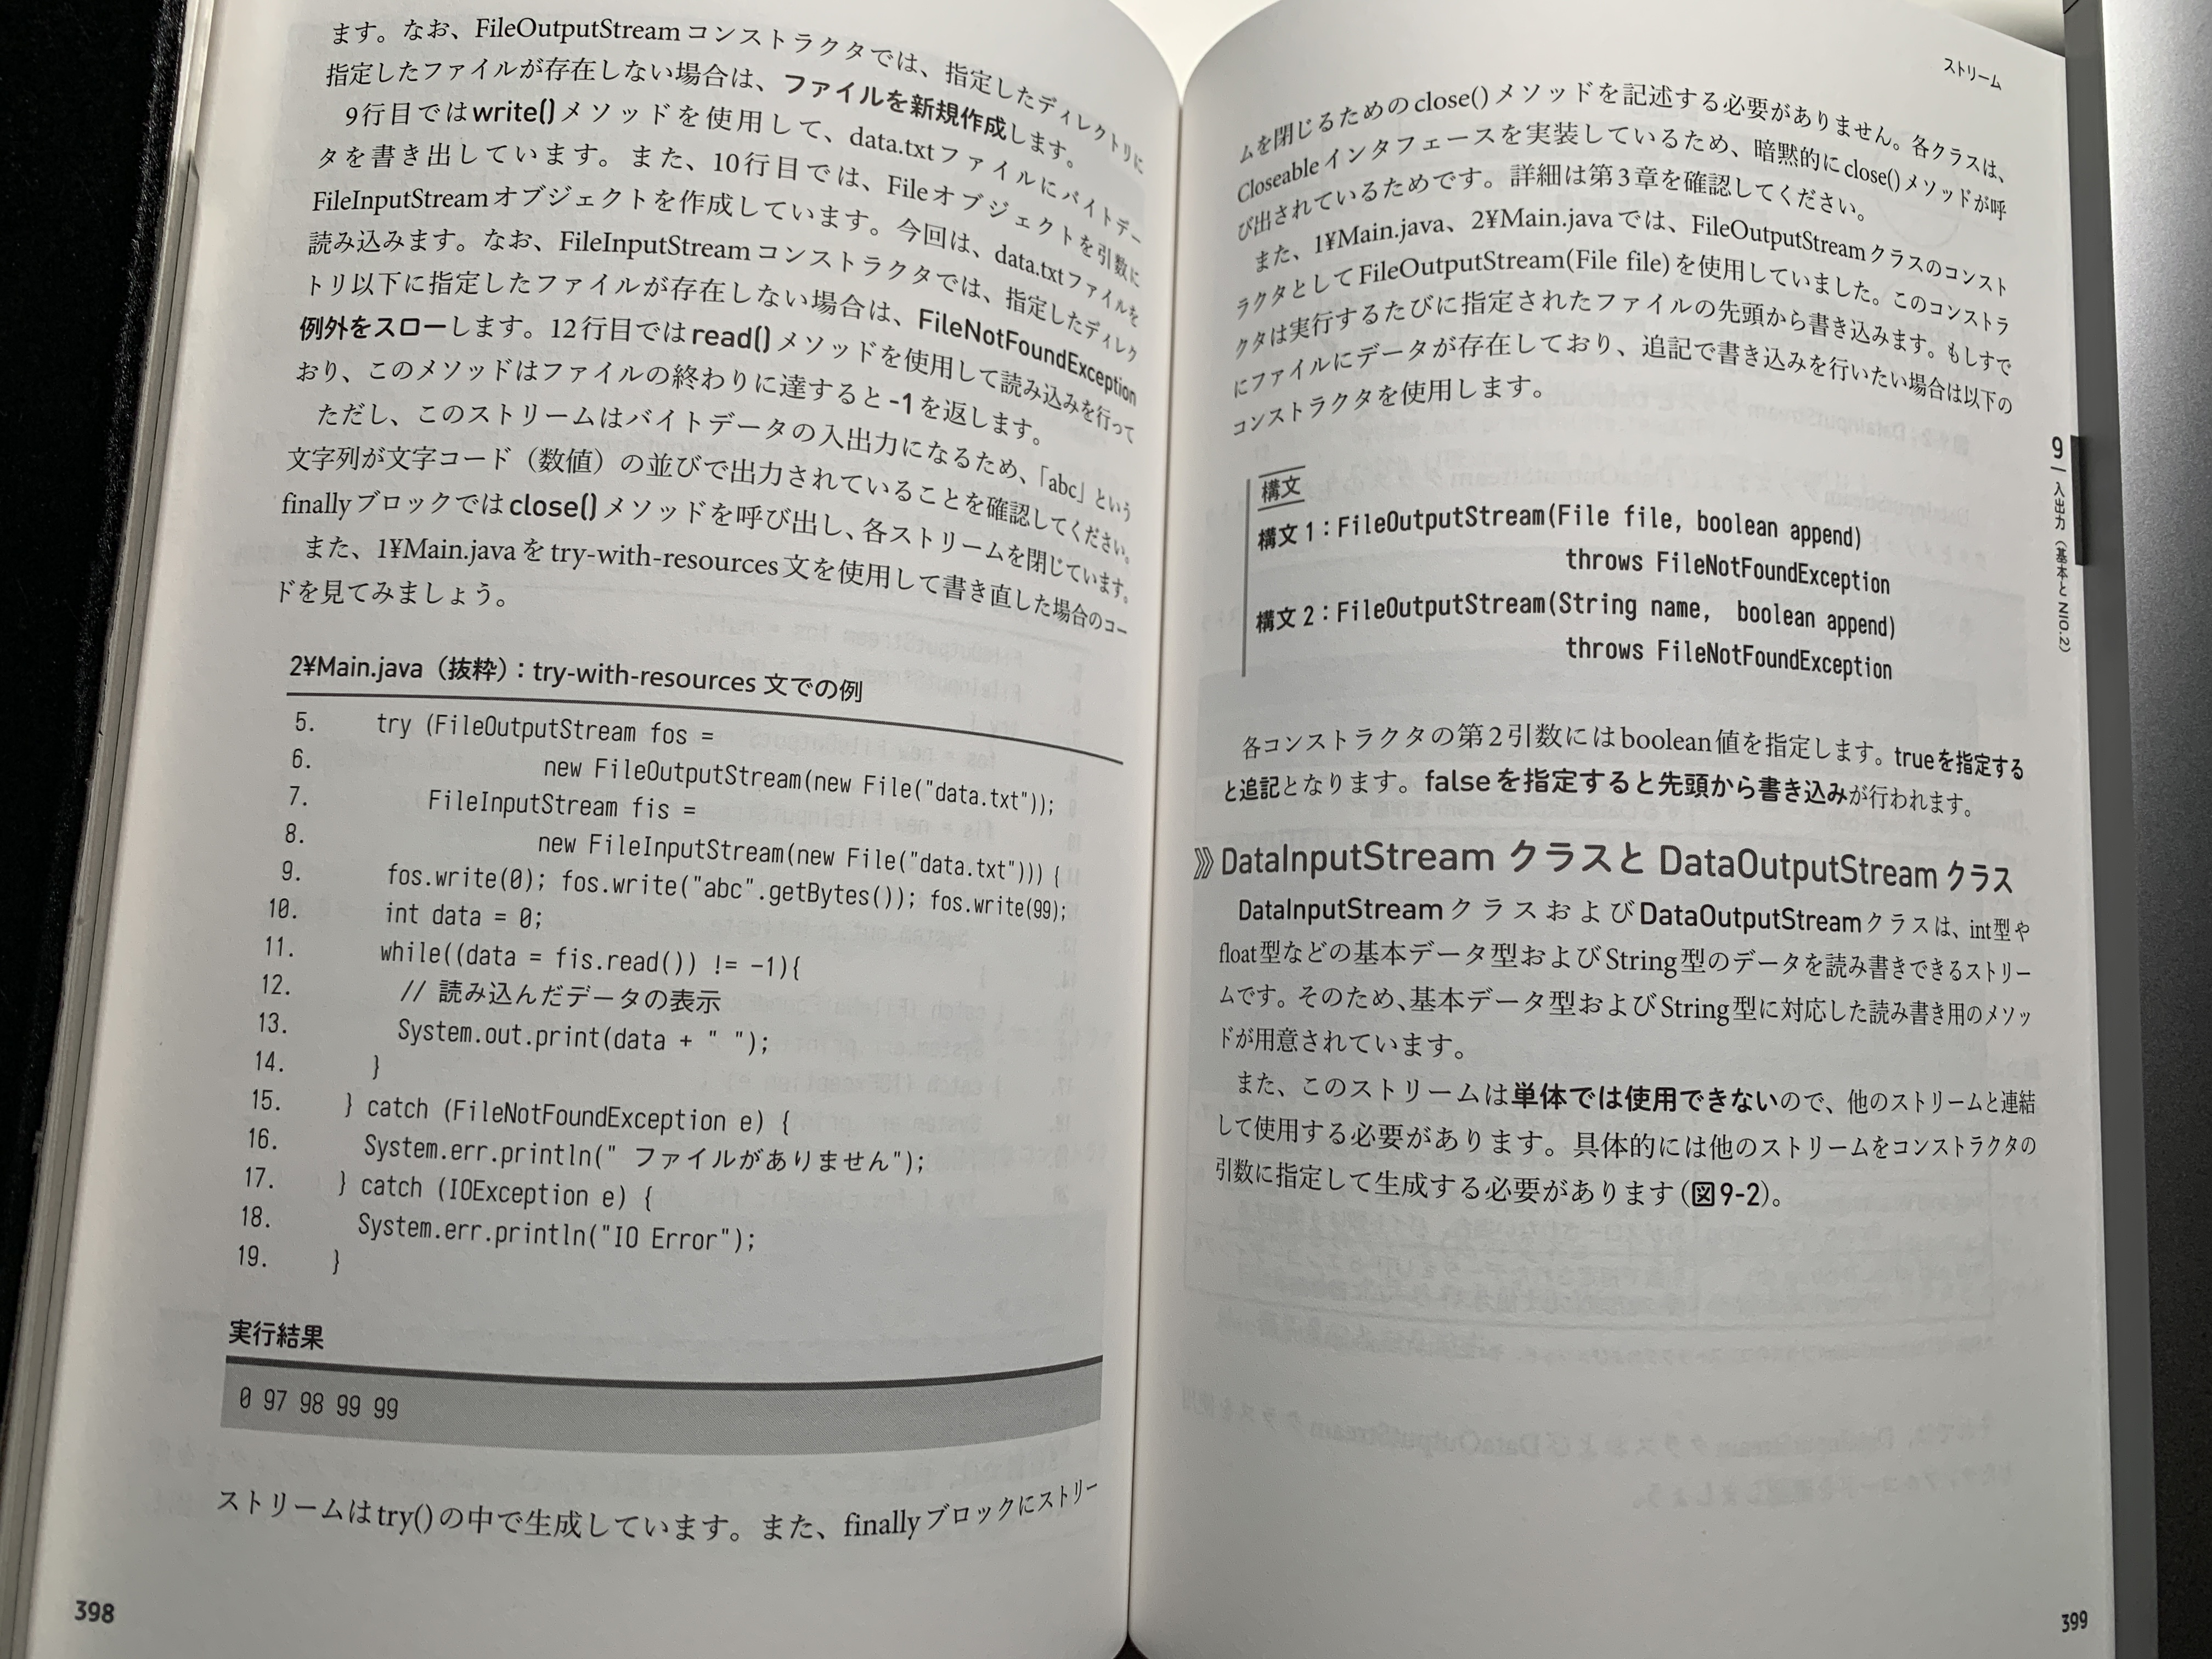 ます。なお、FileOutputStreamコンストラクタでは、指定したディレクトリに
指定したファイルが存在しない場合は、ファイルを新規作成します。
9行目ではwrite()メソッドを使用して、data.txtファイルにバイトデー
タを書き出しています。また、10行目では、Fileオブジェクトを引数に
FileInputStreamオブジェクトを作成しています。今回は、data.txtファイルを
読み込みます。なお、FileInputStreamコンストラクタでは、指定したディレク
トリ以下に指定したファイルが存在しない場合は、FileNotFoundException
例外をスローします。12行目ではread()メソッドを使用して読み込みを行って
おり、このメソッドはファイルの終わりに達すると-1を返します。
ただし、このストリームはバイトデータの入出力になるため、「abc」という
文字列が文字コード（数値）の並びで出力されていることを確認してください。
finallyブロックではclose()メソッドを呼び出し、各ストリームを閉じています。
また、1¥Main.javaをtry-with-resources文を使用して書き直した場合のコー
ドを見てみましょう。
2¥Main.java（抜粋）：try-with-resources 文での例
5. try (FileOutputStream fos =
6. new FileOutputStream(new File("data.txt"));
7. FileInputStream fis =
8. new FileInputStream(new File("data.txt"))) {
9. fos.write(0); fos.write("abc".getBytes()); fos.write(99);
10. int data = 0;
11. while((data = fis.read()) != -1){
12. // 読み込んだデータの表示
13. System.out.print(data + " ");
14. }
15. } catch (FileNotFoundException e) {
16. System.err.println(" ファイルがありません");
17. } catch (IOException e) {
18. System.err.println("IO Error");
19. }
実行結果
0 97 98 99 99
ストリームはtry()の中で生成しています。また、finallyブロックにストリー
398
ストリーム
ムを閉じるためのclose()メソッドを記述する必要がありません。各クラスは、
Closeableインタフェースを実装しているため、暗黙的にclose()メソッドが呼
び出されているためです。詳細は第3章を確認してください。
また、1¥Main.java、2¥Main.javaでは、FileOutputStreamクラスのコンスト
ラクタとしてFileOutputStream(File file)を使用していました。このコンストラ
クタは実行するたびに指定されたファイルの先頭から書き込みます。もしすで
にファイルにデータが存在しており、追記で書き込みを行いたい場合は以下の
コンストラクタを使用します。
構文
構文1：FileOutputStream(File file, boolean append)
throws FileNotFoundException
構文2：FileOutputStream(String name, boolean append)
throws FileNotFoundException
各コンストラクタの第2引数にはboolean値を指定します。trueを指定する
と追記となります。falseを指定すると先頭から書き込みが行われます。
DataInputStream クラスと DataOutputStream クラス
DataInputStreamクラスおよびDataOutputStreamクラスは、int型や
float型などの基本データ型およびString型のデータを読み書きできるストリー
ムです。そのため、基本データ型およびString型に対応した読み書き用のメソッ
ドが用意されています。
また、このストリームは単体では使用できないので、他のストリームと連結
して使用する必要があります。具体的には他のストリームをコンストラクタの
引数に指定して生成する必要があります（図9-2）。
9
入出力（基本とNIO.2）
399